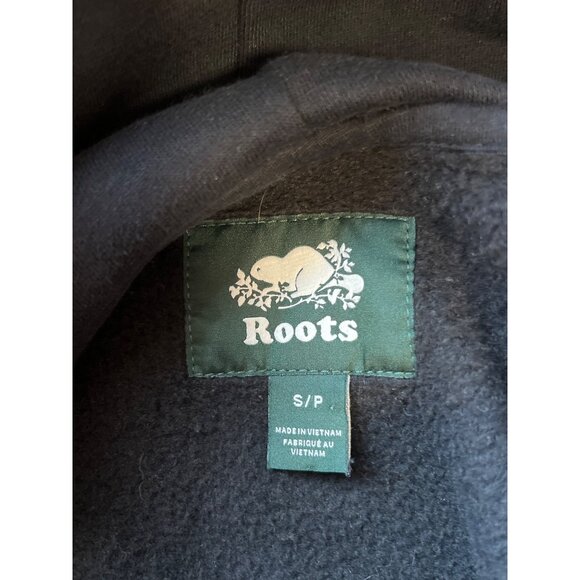 Roots
S/P
MADE IN VIETNAM
FABRIQUÉ AU
VIETNAM